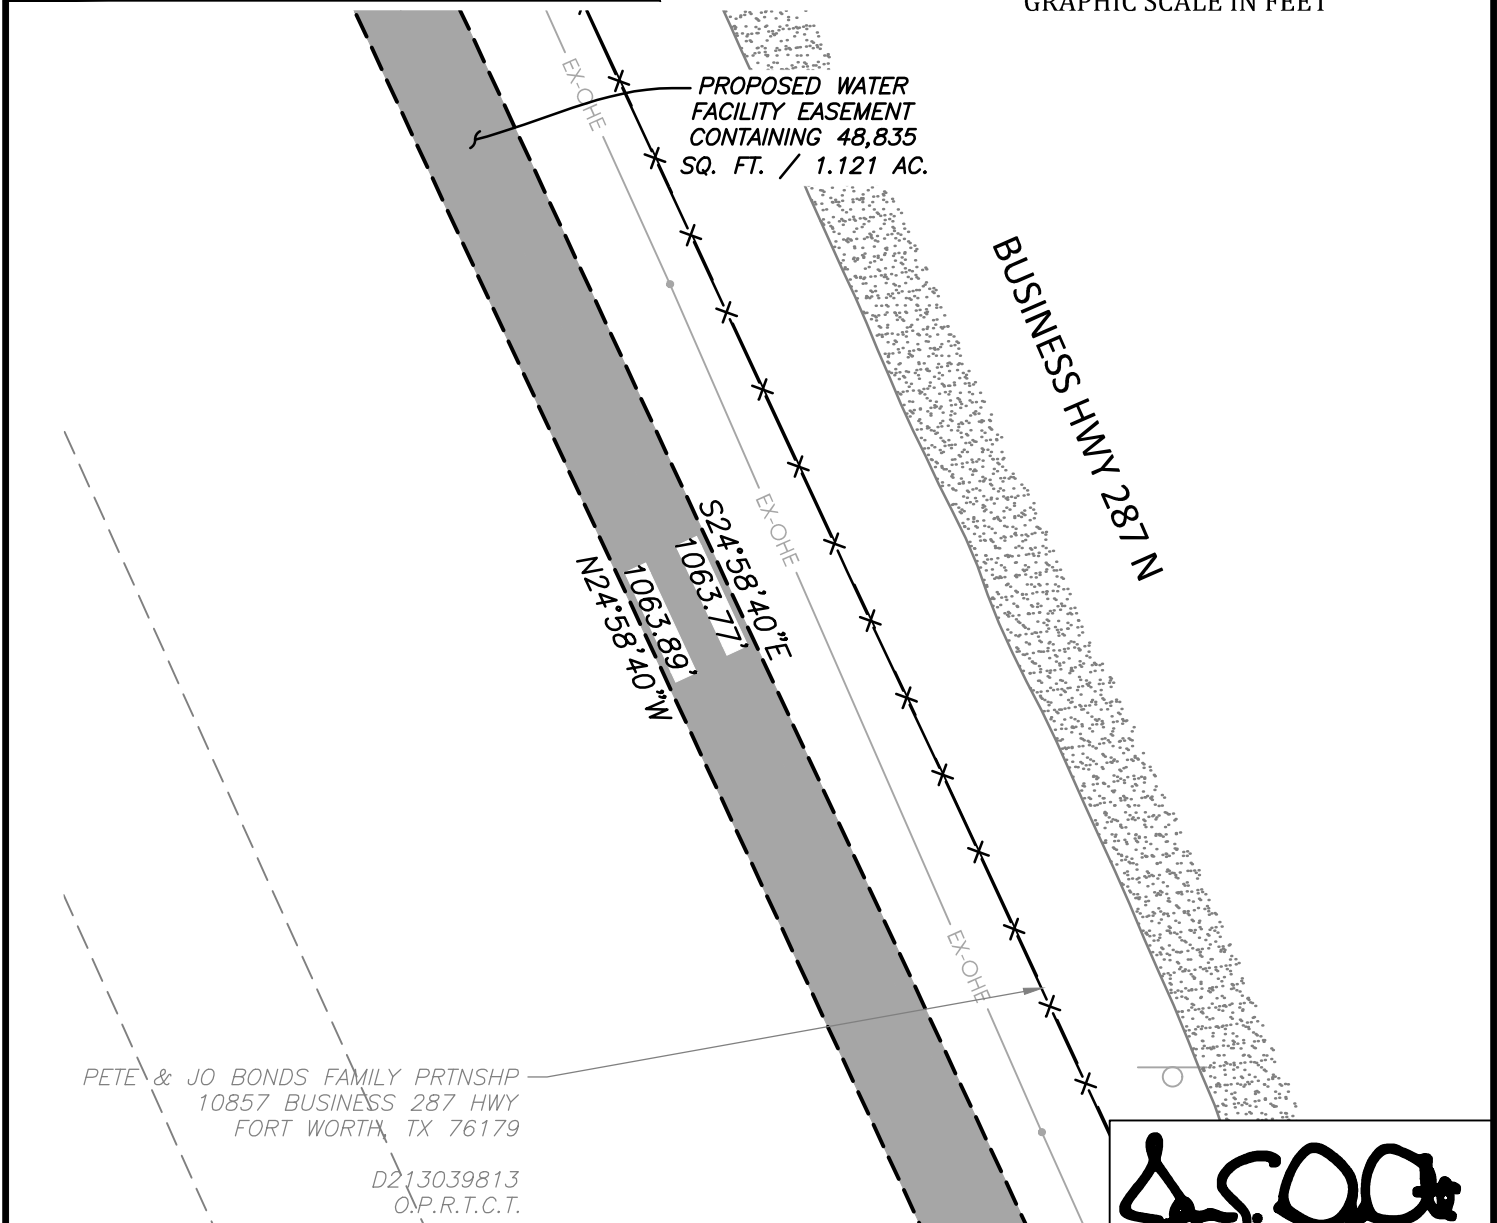 GRAPHIC SCALE IN FEET
EX-OHE
PROPOSED WATER
FACILITY EASEMENT
CONTAINING 48,835
SQ. FT. / 1.121 AC.
BUSINESS HWY 287 N
EX-OHE
S24°58'40"E
1063.77'
1063.89'
N24°58'40"W
EX-OHE
PETE & JO BONDS FAMILY PRTNSHP
10857 BUSINESS 287 HWY
FORT WORTH, TX 76179
D213039813
O.P.R.T.C.T.